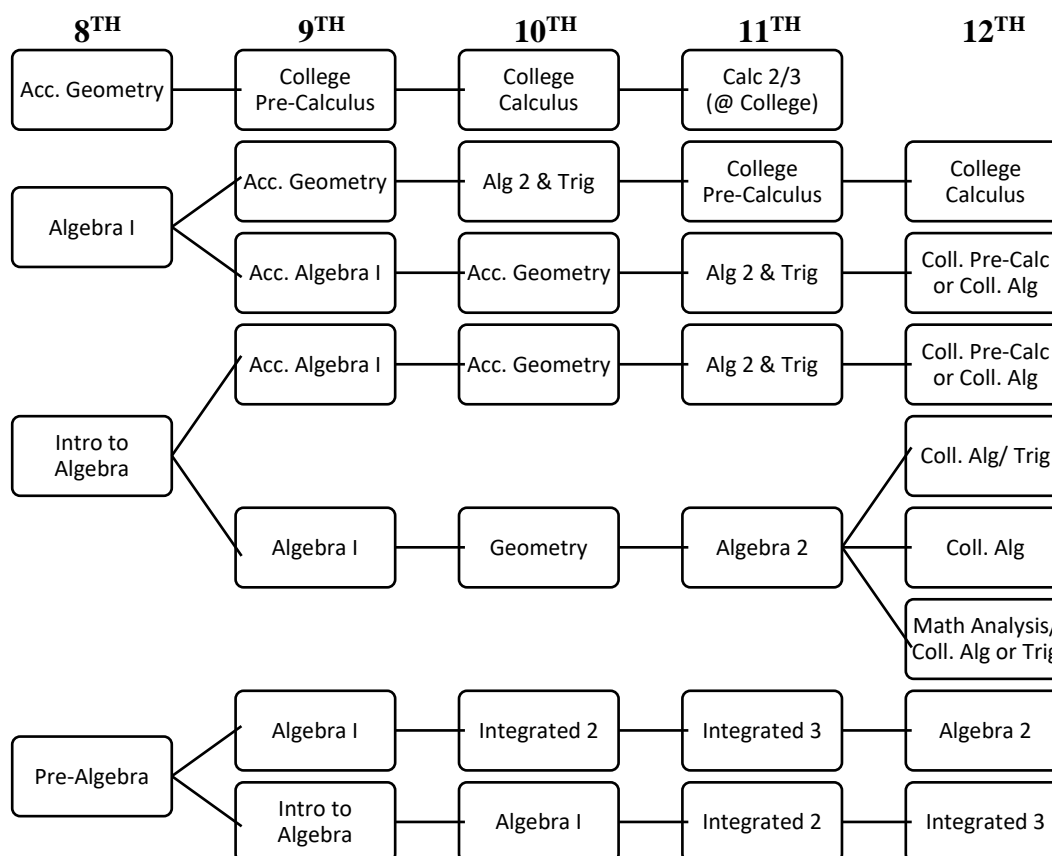 8TH 9TH 10TH 11TH 12TH
Acc. Geometry
College
Pre-Calculus
College
Calculus
Calc 2/3
(@ College)
Algebra I
Acc. Geometry
Alg 2 & Trig
College
Pre-Calculus
College
Calculus
Acc. Algebra I
Acc. Geometry
Alg 2 & Trig
Coll. Pre-Calc
or Coll. Alg
Intro to
Algebra
Acc. Algebra I
Acc. Geometry
Alg 2 & Trig
Coll. Pre-Calc
or Coll. Alg
Algebra I
Geometry
Algebra 2
Coll. Alg/ Trig
Coll. Alg
Math Analysis/
Coll. Alg or Trig
Pre-Algebra
Algebra I
Integrated 2
Integrated 3
Algebra 2
Intro to
Algebra
Algebra I
Integrated 2
Integrated 3